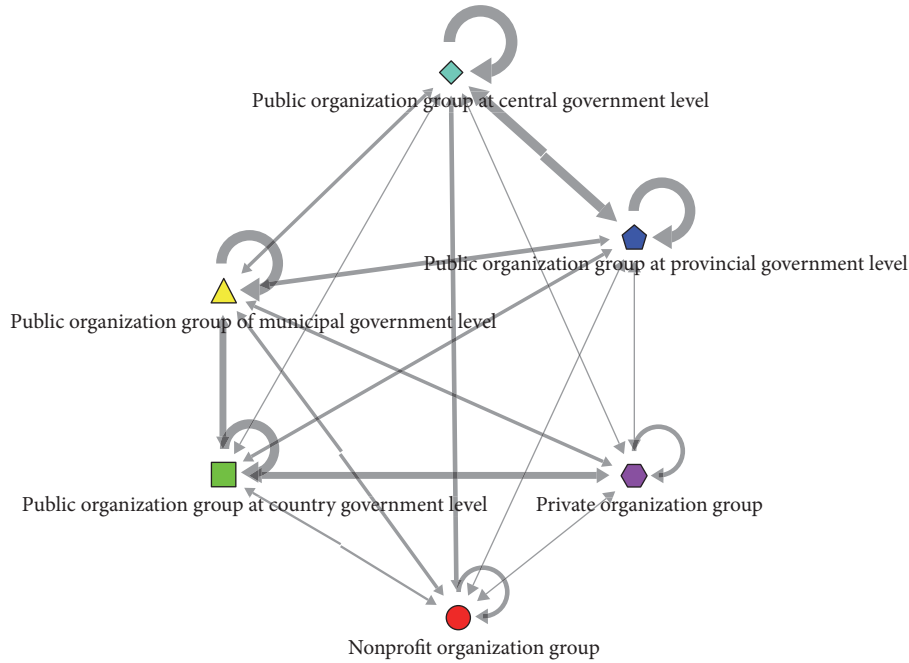 Public organization group at central government level
Public organization group at provincial government level
Public organization group of municipal government level
Public organization group at country government level
Private organization group
Nonprofit organization group